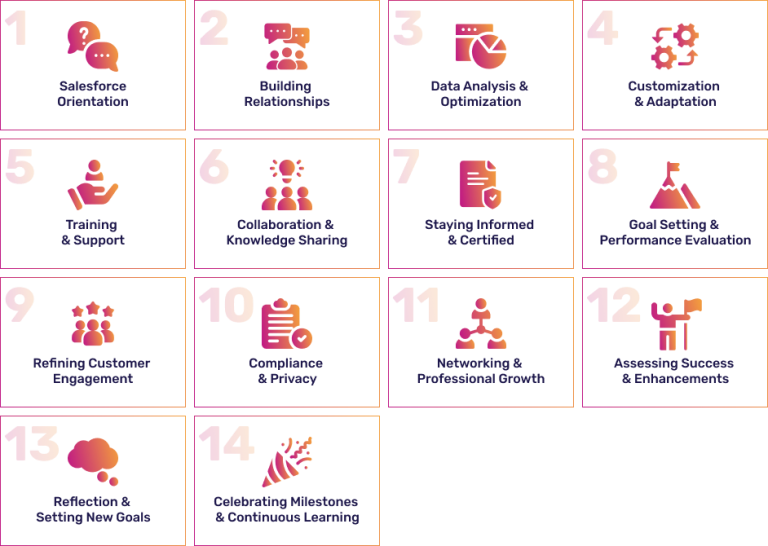 1
Salesforce
Orientation
2
Building
Relationships
3
Data Analysis &
Optimization
4
Customization
& Adaptation
5
Training
& Support
6
Collaboration &
Knowledge Sharing
7
Staying Informed
& Certified
8
Goal Setting &
Performance Evaluation
9
Refining Customer
Engagement
10
Compliance
& Privacy
11
Networking &
Professional Growth
12
Assessing Success
& Enhancements
13
Reflection &
Setting New Goals
14
Celebrating Milestones
& Continuous Learning